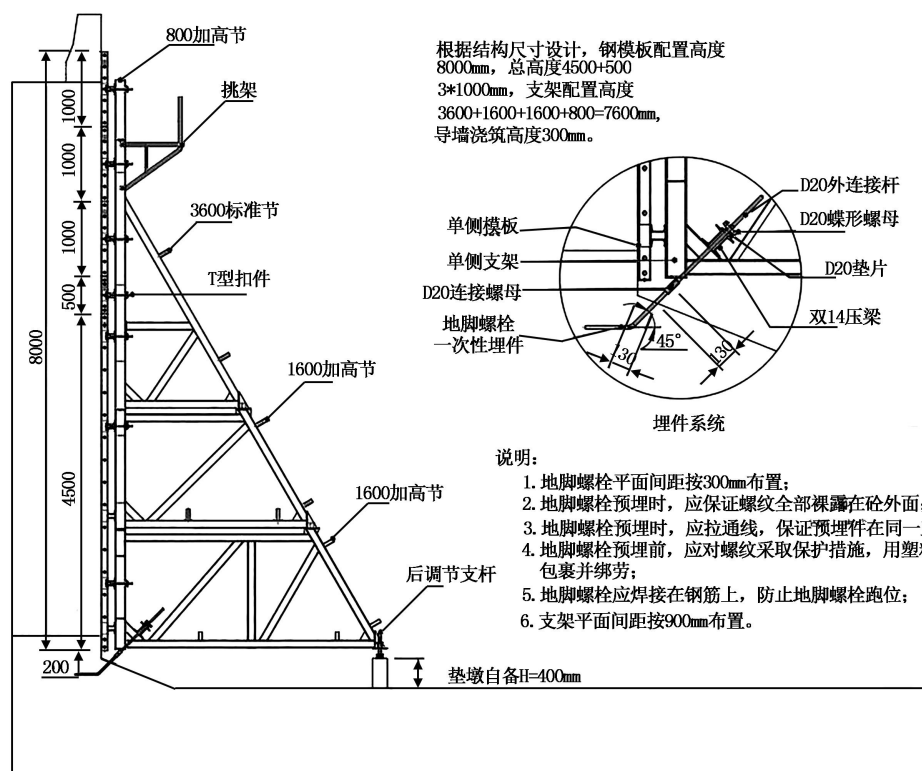 800加高节
挑架
3600标准节
T型扣件
1600加高节
1600加高节
后调节支杆
垫墩自备H=400mm
1000
1000
1000
500
8000
4500
200
根据结构尺寸设计，钢模板配置高度
8000mm，总高度4500+500
3*1000mm，支架配置高度
3600+1600+1600+800=7600mm，
导墙浇筑高度300mm。
单侧模板
单侧支架
D20连接螺母
地脚螺栓
一次性埋件
D20外连接杆
D20蝶形螺母
D20垫片
双14压梁
130
45°
130
埋件系统
说明：
1.地脚螺栓平面间距按300mm布置；
2.地脚螺栓预埋时，应保证螺纹全部裸露在砼外面
3.地脚螺栓预埋时，应拉通线，保证预埋件在同一
4.地脚螺栓预埋前，应对螺纹采取保护措施，用塑
包裹并绑劳；
5.地脚螺栓应焊接在钢筋上，防止地脚螺栓跑位；
6.支架平面间距按900mm布置。